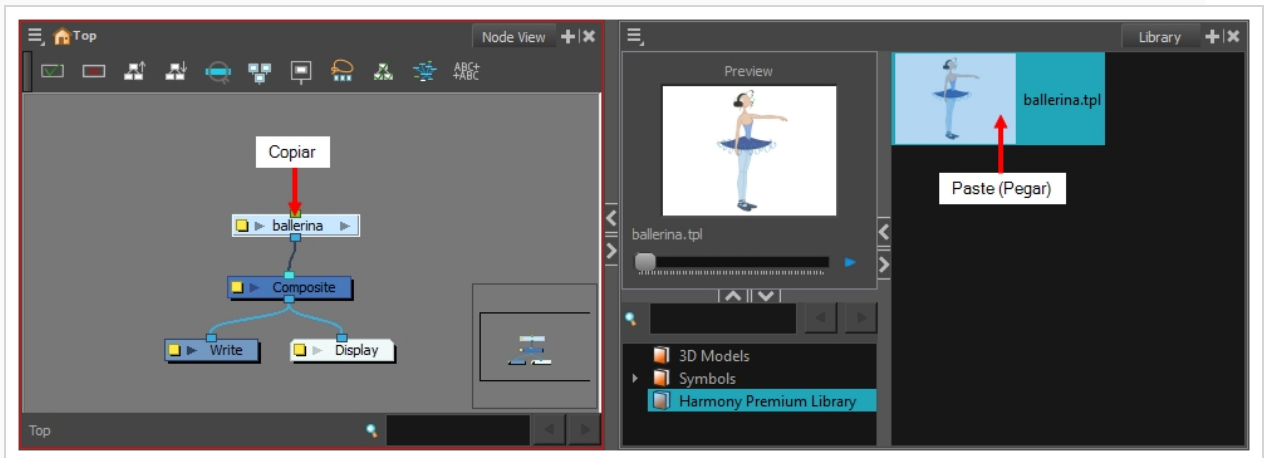 Top
Node View
ABC+
+ABC
Copiar
ballerina
Composite
Write
Display
Top
Library
Preview
ballerina.tpl
3D Models
Symbols
Harmony Premium Library
ballerina.tpl
Paste (Pegar)